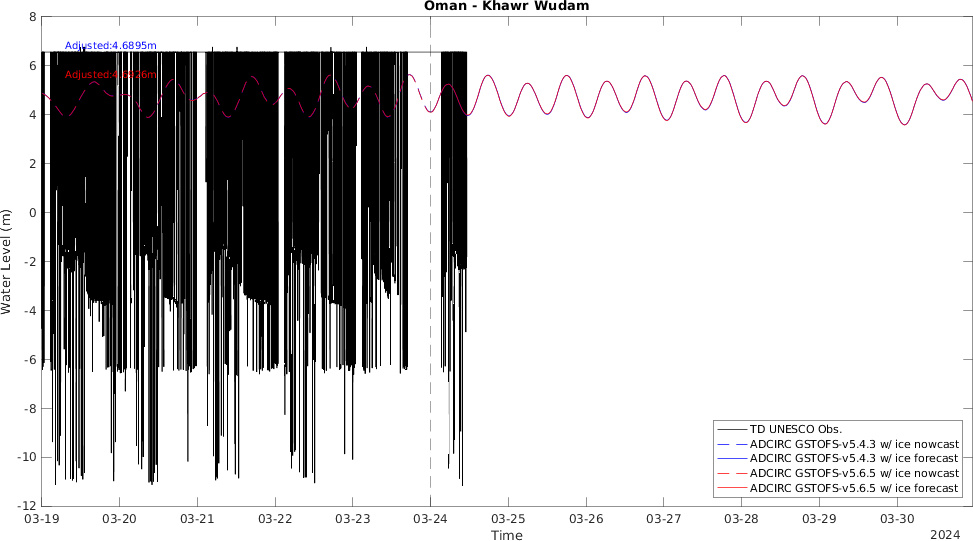 Oman - Khawr Wudam
8
6
4
2
0
-2
-4
-6
-8
-10
-12
Water Level (m)
Adjusted:4.6895m
TD UNESCO Obs.
ADCIRC GSTOFS-v5.4.3 w/ ice nowcast
ADCIRC GSTOFS-v5.4.3 w/ ice forecast
ADCIRC GSTOFS-v5.6.5 w/ ice nowcast
ADCIRC GSTOFS-v5.6.5 w/ ice forecast
03-19 03-20 03-21 03-22 03-23 03-24 03-25 03-26 03-27 03-28 03-29 03-30
Time
2024